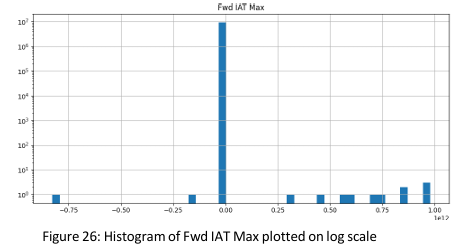 Fwd IAT Max
10⁷
10⁶
10⁵
10⁴
10³
10²
10¹
10⁰
−0.75 −0.50 −0.25 0.00 0.25 0.50 0.75 1.00
1e12
Figure 26: Histogram of Fwd IAT Max plotted on log scale